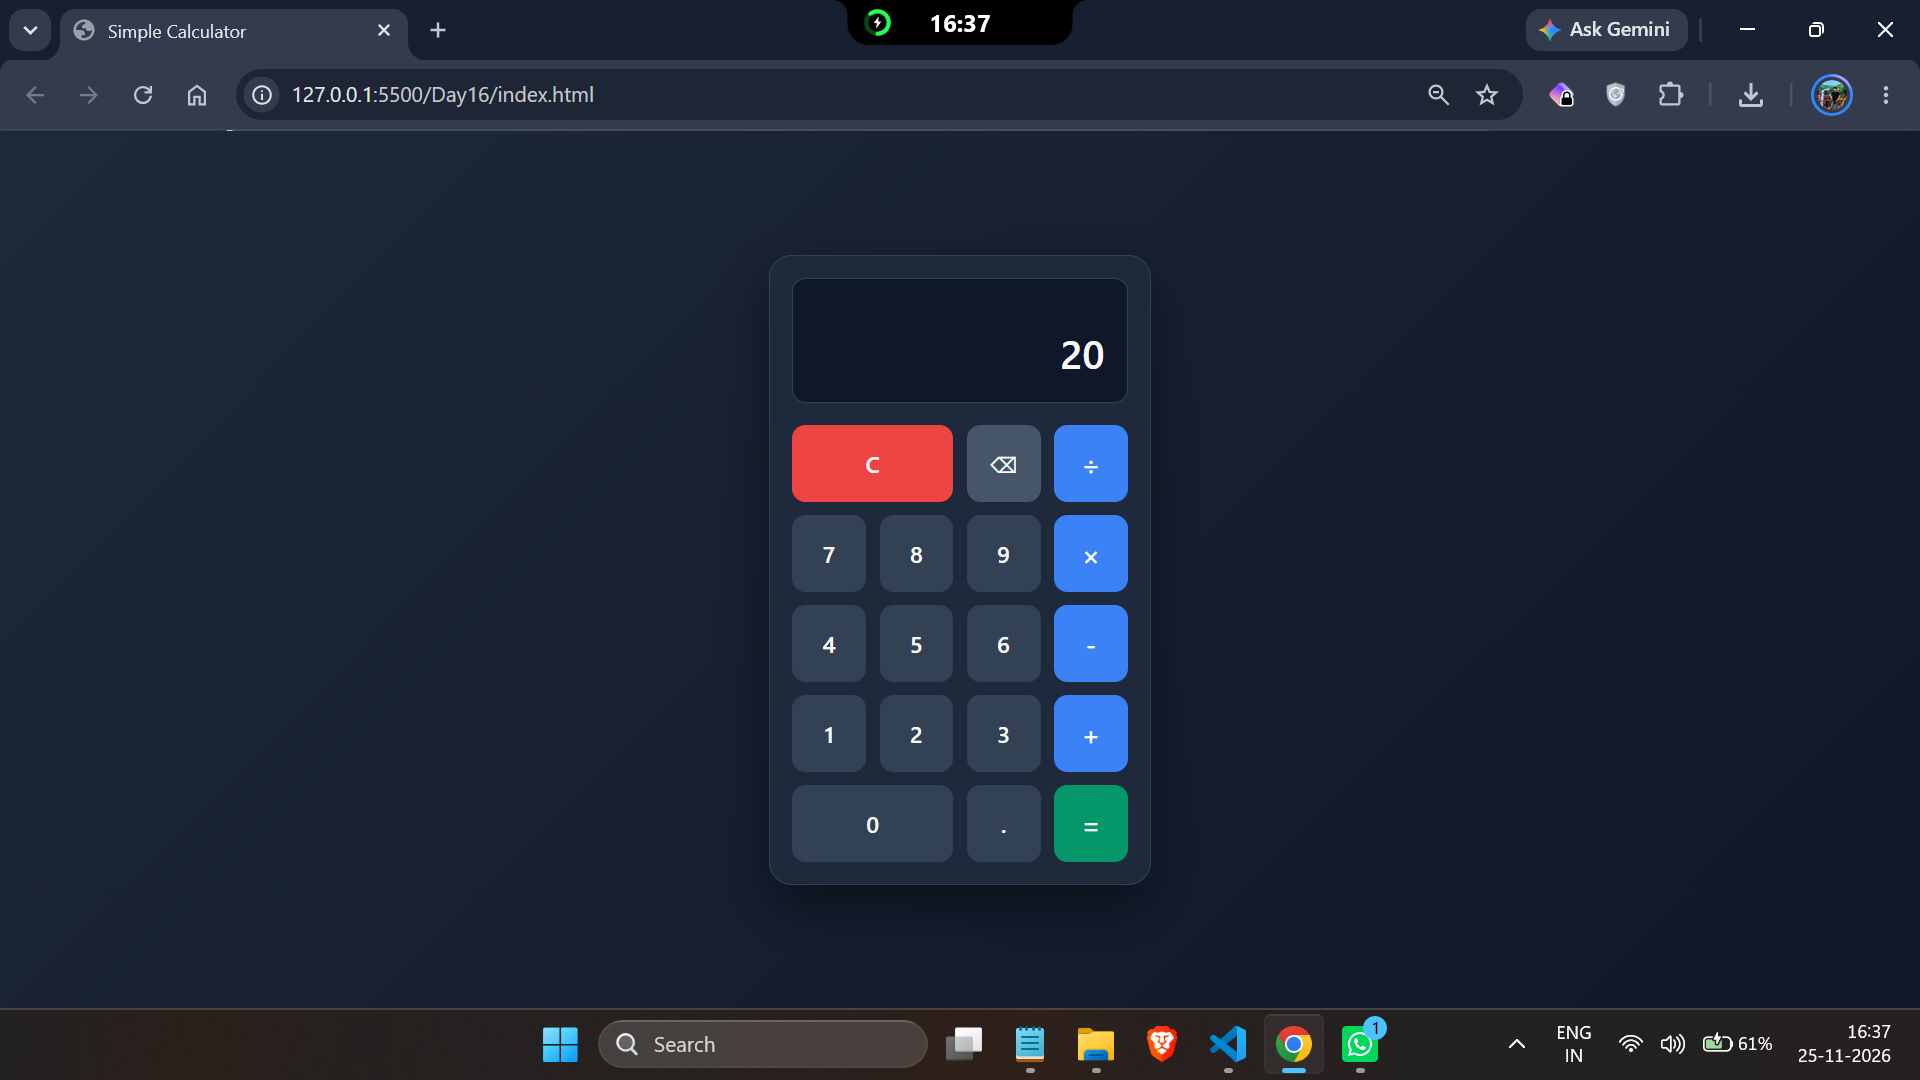 Simple Calculator
16:37
Ask Gemini
127.0.0.1:5500/Day16/index.html
20
C ⌫ ÷
7 8 9 ×
4 5 6 -
1 2 3 +
0 . =
Search
1
ENG
IN
61%
16:37
25-11-2026